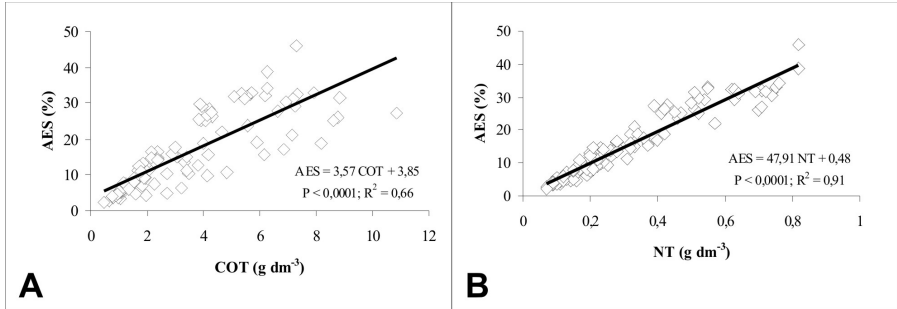 50
40
30
20
10
0
AES (%)
AES = 3,57 COT + 3,85
P < 0,0001; R² = 0,66
0 2 4 6 8 10 12
COT (g dm⁻³)
A
50
40
30
20
10
0
AES (%)
AES = 47,91 NT + 0,48
P < 0,0001; R² = 0,91
0 0,2 0,4 0,6 0,8 1
NT (g dm⁻³)
B